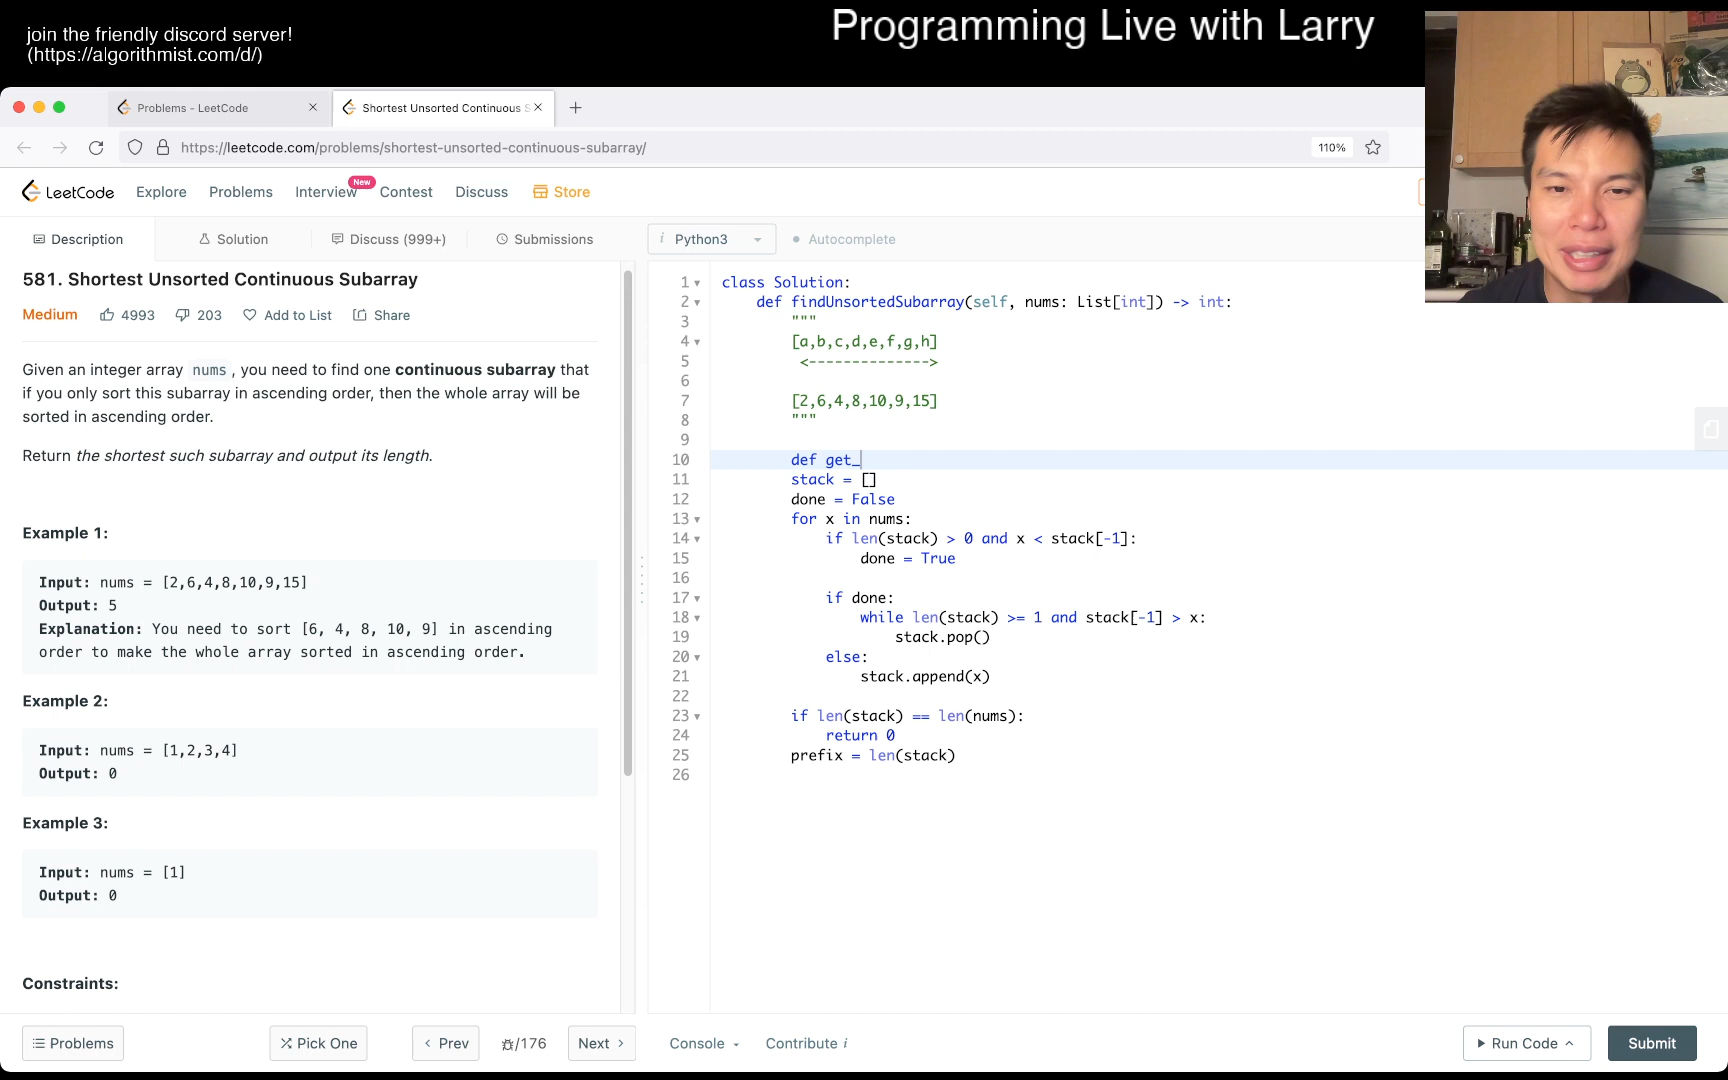 join the friendly discord server!
(https://algorithmist.com/d/)
Programming Live with Larry
Problems - LeetCode
Shortest Unsorted Continuous S
https://leetcode.com/problems/shortest-unsorted-continuous-subarray/
110%
LeetCode
Explore
Problems
Interview
New
Contest
Discuss
Store
Description
Solution
Discuss (999+)
Submissions
i Python3
Autocomplete
581. Shortest Unsorted Continuous Subarray
Medium
4993
203
Add to List
Share
Given an integer array nums, you need to find one continuous subarray that
if you only sort this subarray in ascending order, then the whole array will be
sorted in ascending order.
Return the shortest such subarray and output its length.
Example 1:
Input: nums = [2,6,4,8,10,9,15]
Output: 5
Explanation: You need to sort [6, 4, 8, 10, 9] in ascending
order to make the whole array sorted in ascending order.
Example 2:
Input: nums = [1,2,3,4]
Output: 0
Example 3:
Input: nums = [1]
Output: 0
Constraints:
1 class Solution:
2 def findUnsortedSubarray(self, nums: List[int]) -> int:
3 """
4 [a,b,c,d,e,f,g,h]
5 <-------------->
6
7 [2,6,4,8,10,9,15]
8 """
9
10 def get_
11 stack = []
12 done = False
13 for x in nums:
14 if len(stack) > 0 and x < stack[-1]:
15 done = True
16
17 if done:
18 while len(stack) >= 1 and stack[-1] > x:
19 stack.pop()
20 else:
21 stack.append(x)
22
23 if len(stack) == len(nums):
24 return 0
25 prefix = len(stack)
26
Problems
Pick One
Prev
/176
Next
Console
Contribute i
Run Code
Submit